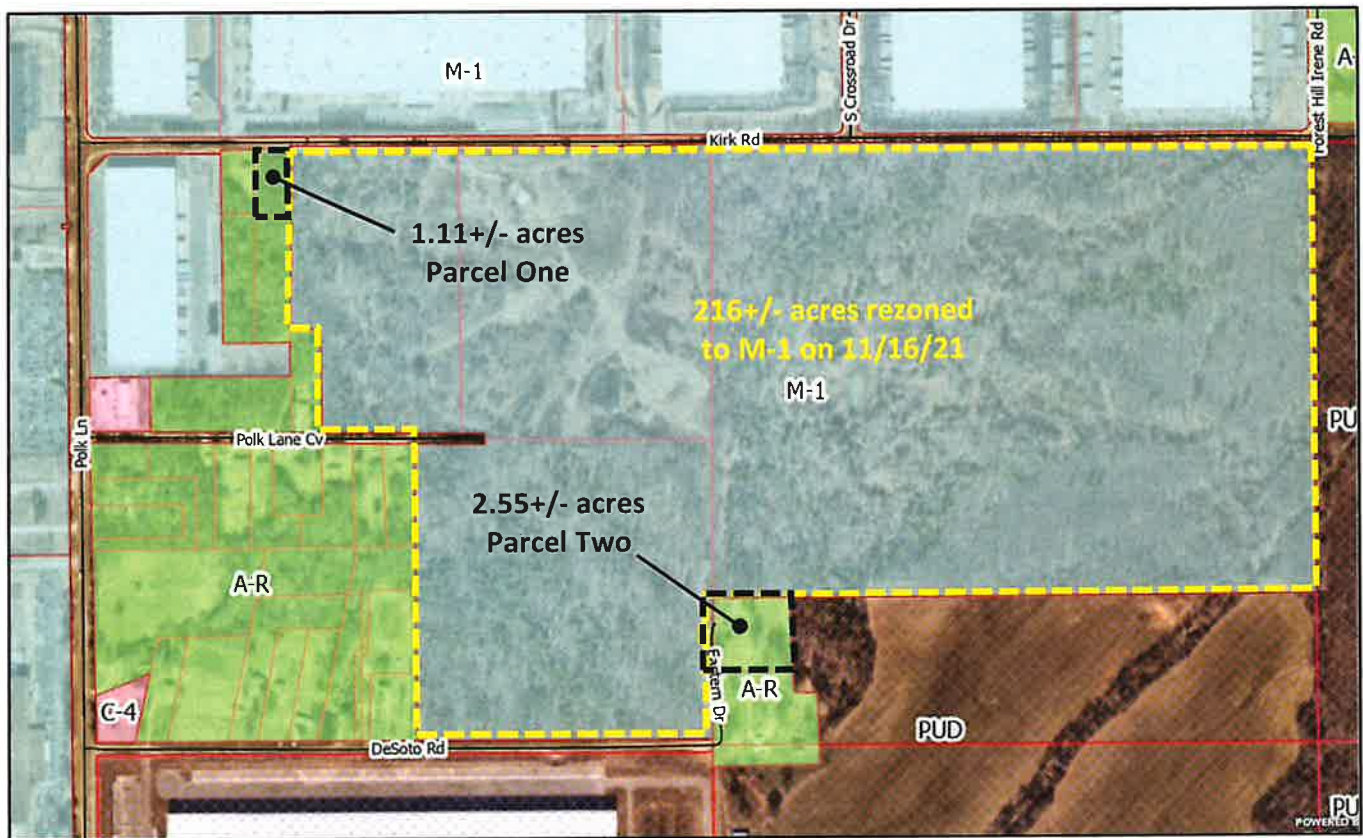 M-1
S Crossroad Dr
Forest Hill Irene Rd
A-
Kirk Rd
1.11+/- acres
Parcel One
216+/- acres rezoned
to M-1 on 11/16/21
M-1
PU
Polk Ln
Polk Lane Cv
2.55+/- acres
Parcel Two
A-R
Eastern Dr
A-R
C-4
PUD
DeSoto Rd
PU
POWERED